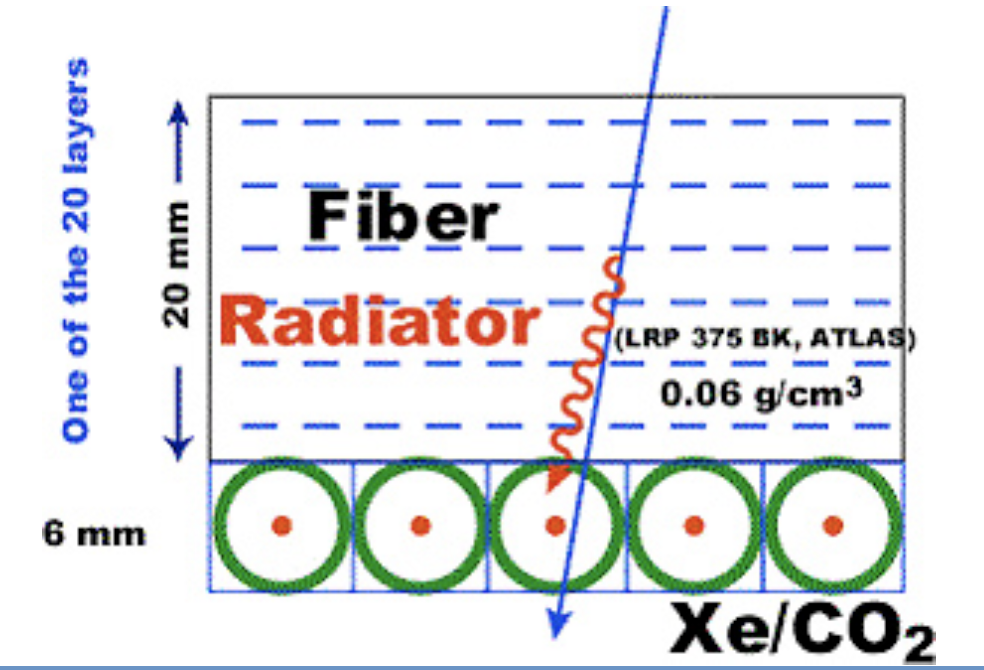 One of the 20 layers
20 mm
Fiber
Radiator
(LRP 375 BK, ATLAS)
0.06 g/cm³
6 mm
Xe/CO₂